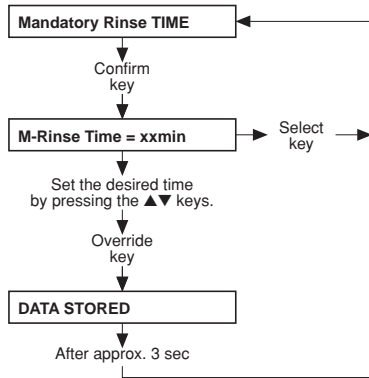 Mandatory Rinse TIME
Confirm
key
M-Rinse Time = xxmin
Select
key
Set the desired time
by pressing the ▲▼ keys.
Override
key
DATA STORED
After approx. 3 sec